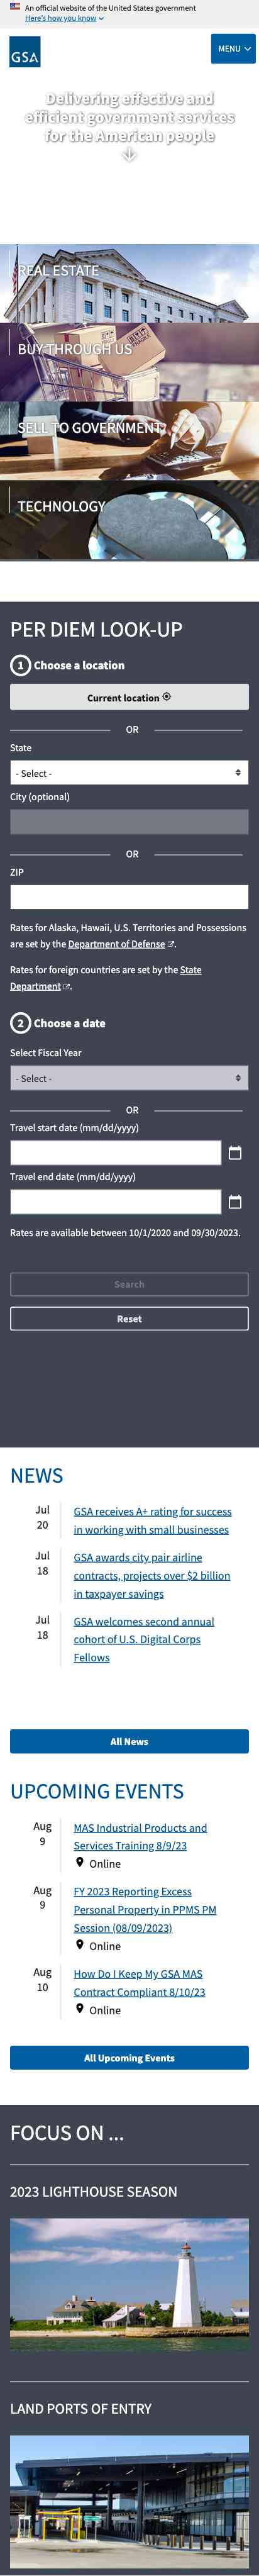 An official website of the United States government
Here's how you know
GSA
MENU
Delivering effective and
efficient government services
for the American people
REAL ESTATE
BUY THROUGH US
SELL TO GOVERNMENT
TECHNOLOGY
PER DIEM LOOK-UP
1 Choose a location
Current location
OR
State
- Select -
City (optional)
OR
ZIP
Rates for Alaska, Hawaii, U.S. Territories and Possessions
are set by the Department of Defense.
Rates for foreign countries are set by the State
Department.
2 Choose a date
Select Fiscal Year
- Select -
OR
Travel start date (mm/dd/yyyy)
Travel end date (mm/dd/yyyy)
Rates are available between 10/1/2020 and 09/30/2023.
Search
Reset
NEWS
Jul
20
GSA receives A+ rating for success
in working with small businesses
Jul
18
GSA awards city pair airline
contracts, projects over $2 billion
in taxpayer savings
Jul
18
GSA welcomes second annual
cohort of U.S. Digital Corps
Fellows
All News
UPCOMING EVENTS
Aug
9
MAS Industrial Products and
Services Training 8/9/23
Online
Aug
9
FY 2023 Reporting Excess
Personal Property in PPMS PM
Session (08/09/2023)
Online
Aug
10
How Do I Keep My GSA MAS
Contract Compliant 8/10/23
Online
All Upcoming Events
FOCUS ON ...
2023 LIGHTHOUSE SEASON
LAND PORTS OF ENTRY